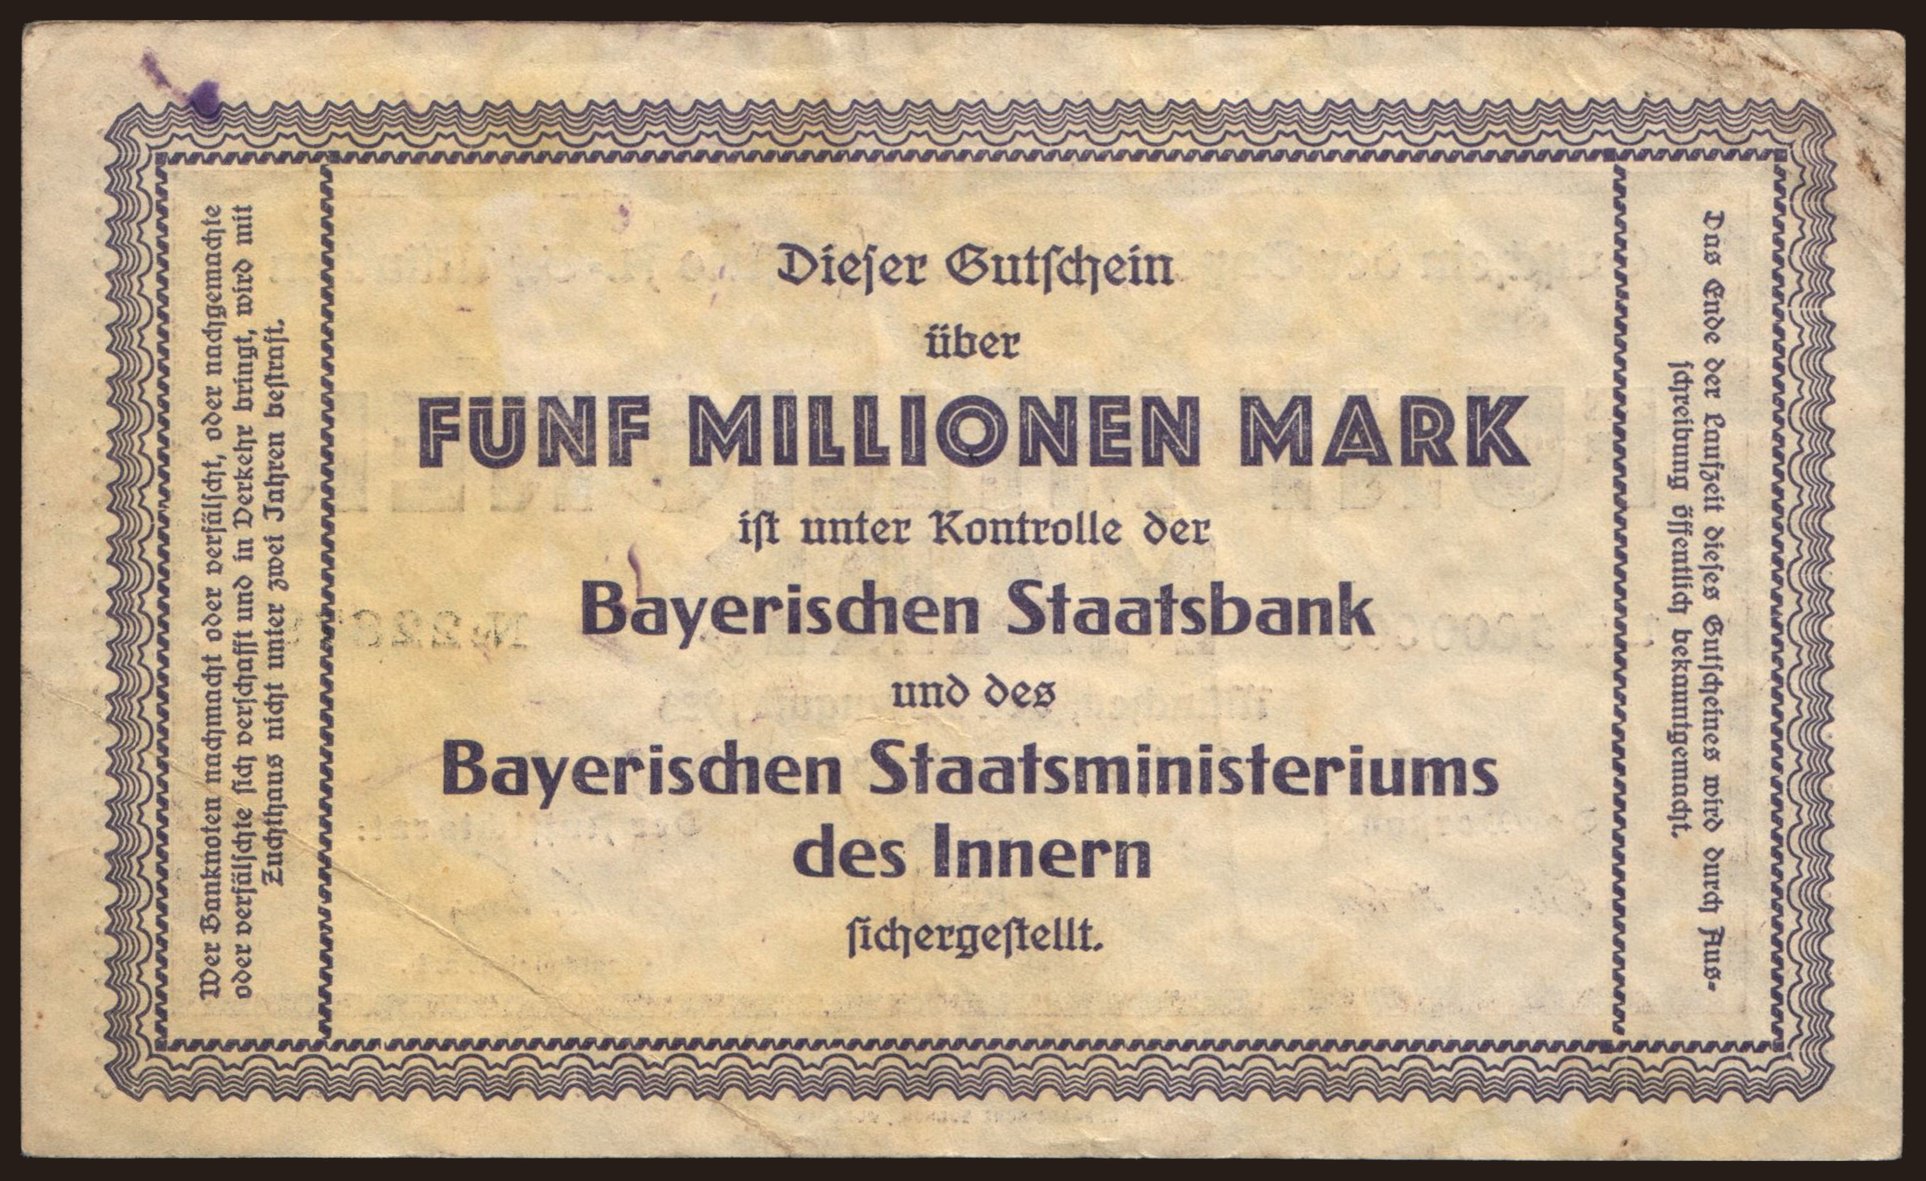 Wer Banknoten nachmacht oder verfälscht, oder nachgemachte
oder verfälschte sich verschafft und in Verkehr bringt, wird mit
Zuchthaus nicht unter zwei Jahren bestraft.
Dieser Gutschein
über
FÜNF MILLIONEN MARK
ist unter Kontrolle der
Bayerischen Staatsbank
und des
Bayerischen Staatsministeriums
des Innern
sichergestellt.
Das Ende der Laufzeit dieses Gutscheines wird durch Aus-
schreibung öffentlich bekanntgemacht.